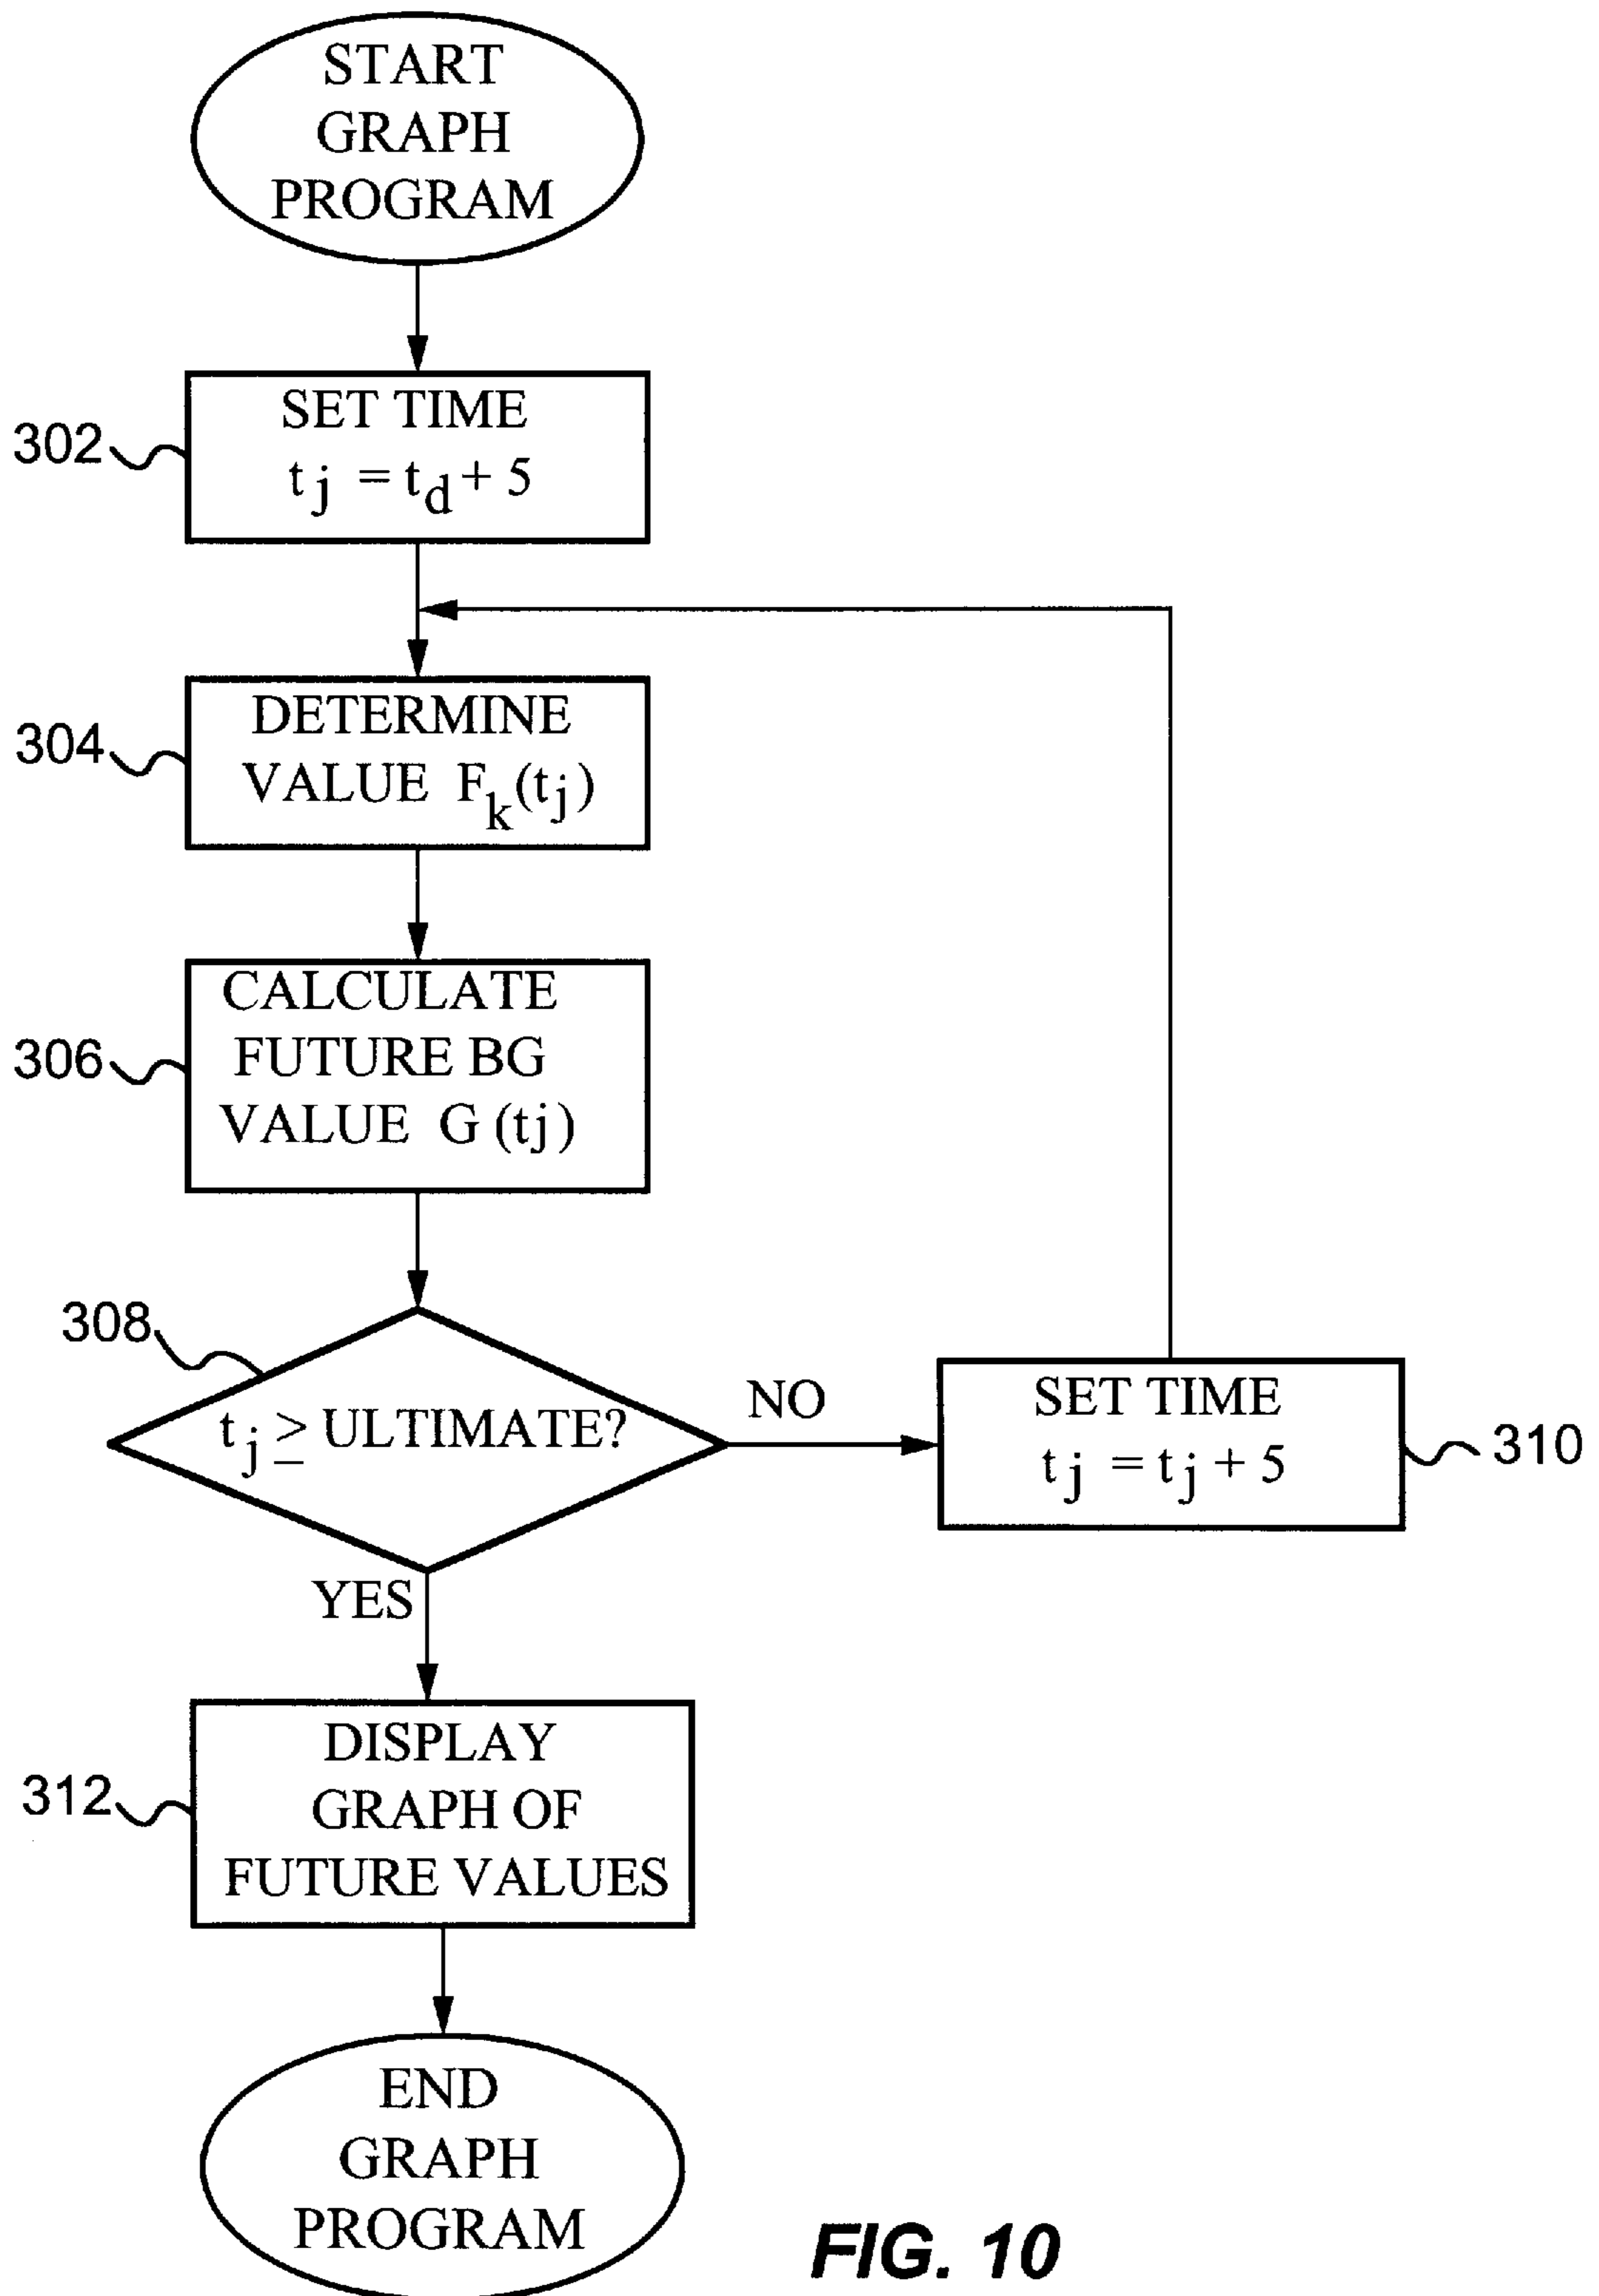 START
GRAPH
PROGRAM
302
SET TIME
t j = t d + 5
304
DETERMINE
VALUE F k (t j )
306
CALCULATE
FUTURE BG
VALUE G (tj)
308
t j ≥ ULTIMATE?
NO
SET TIME
t j = t j + 5
310
YES
312
DISPLAY
GRAPH OF
FUTURE VALUES
END
GRAPH
PROGRAM
FIG. 10